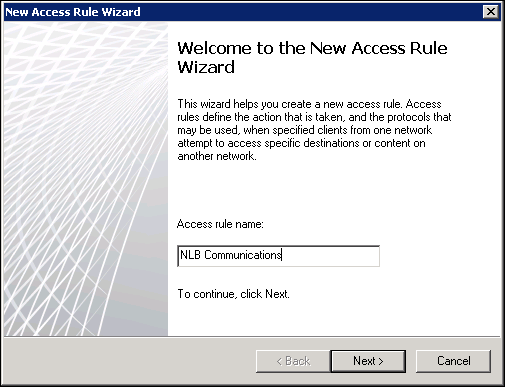 New Access Rule Wizard
Welcome to the New Access Rule
Wizard
This wizard helps you create a new access rule. Access
rules define the action that is taken, and the protocols that
may be used, when specified clients from one network
attempt to access specific destinations or content on
another network.
Access rule name:
NLB Communications
To continue, click Next.
< Back
Next >
Cancel